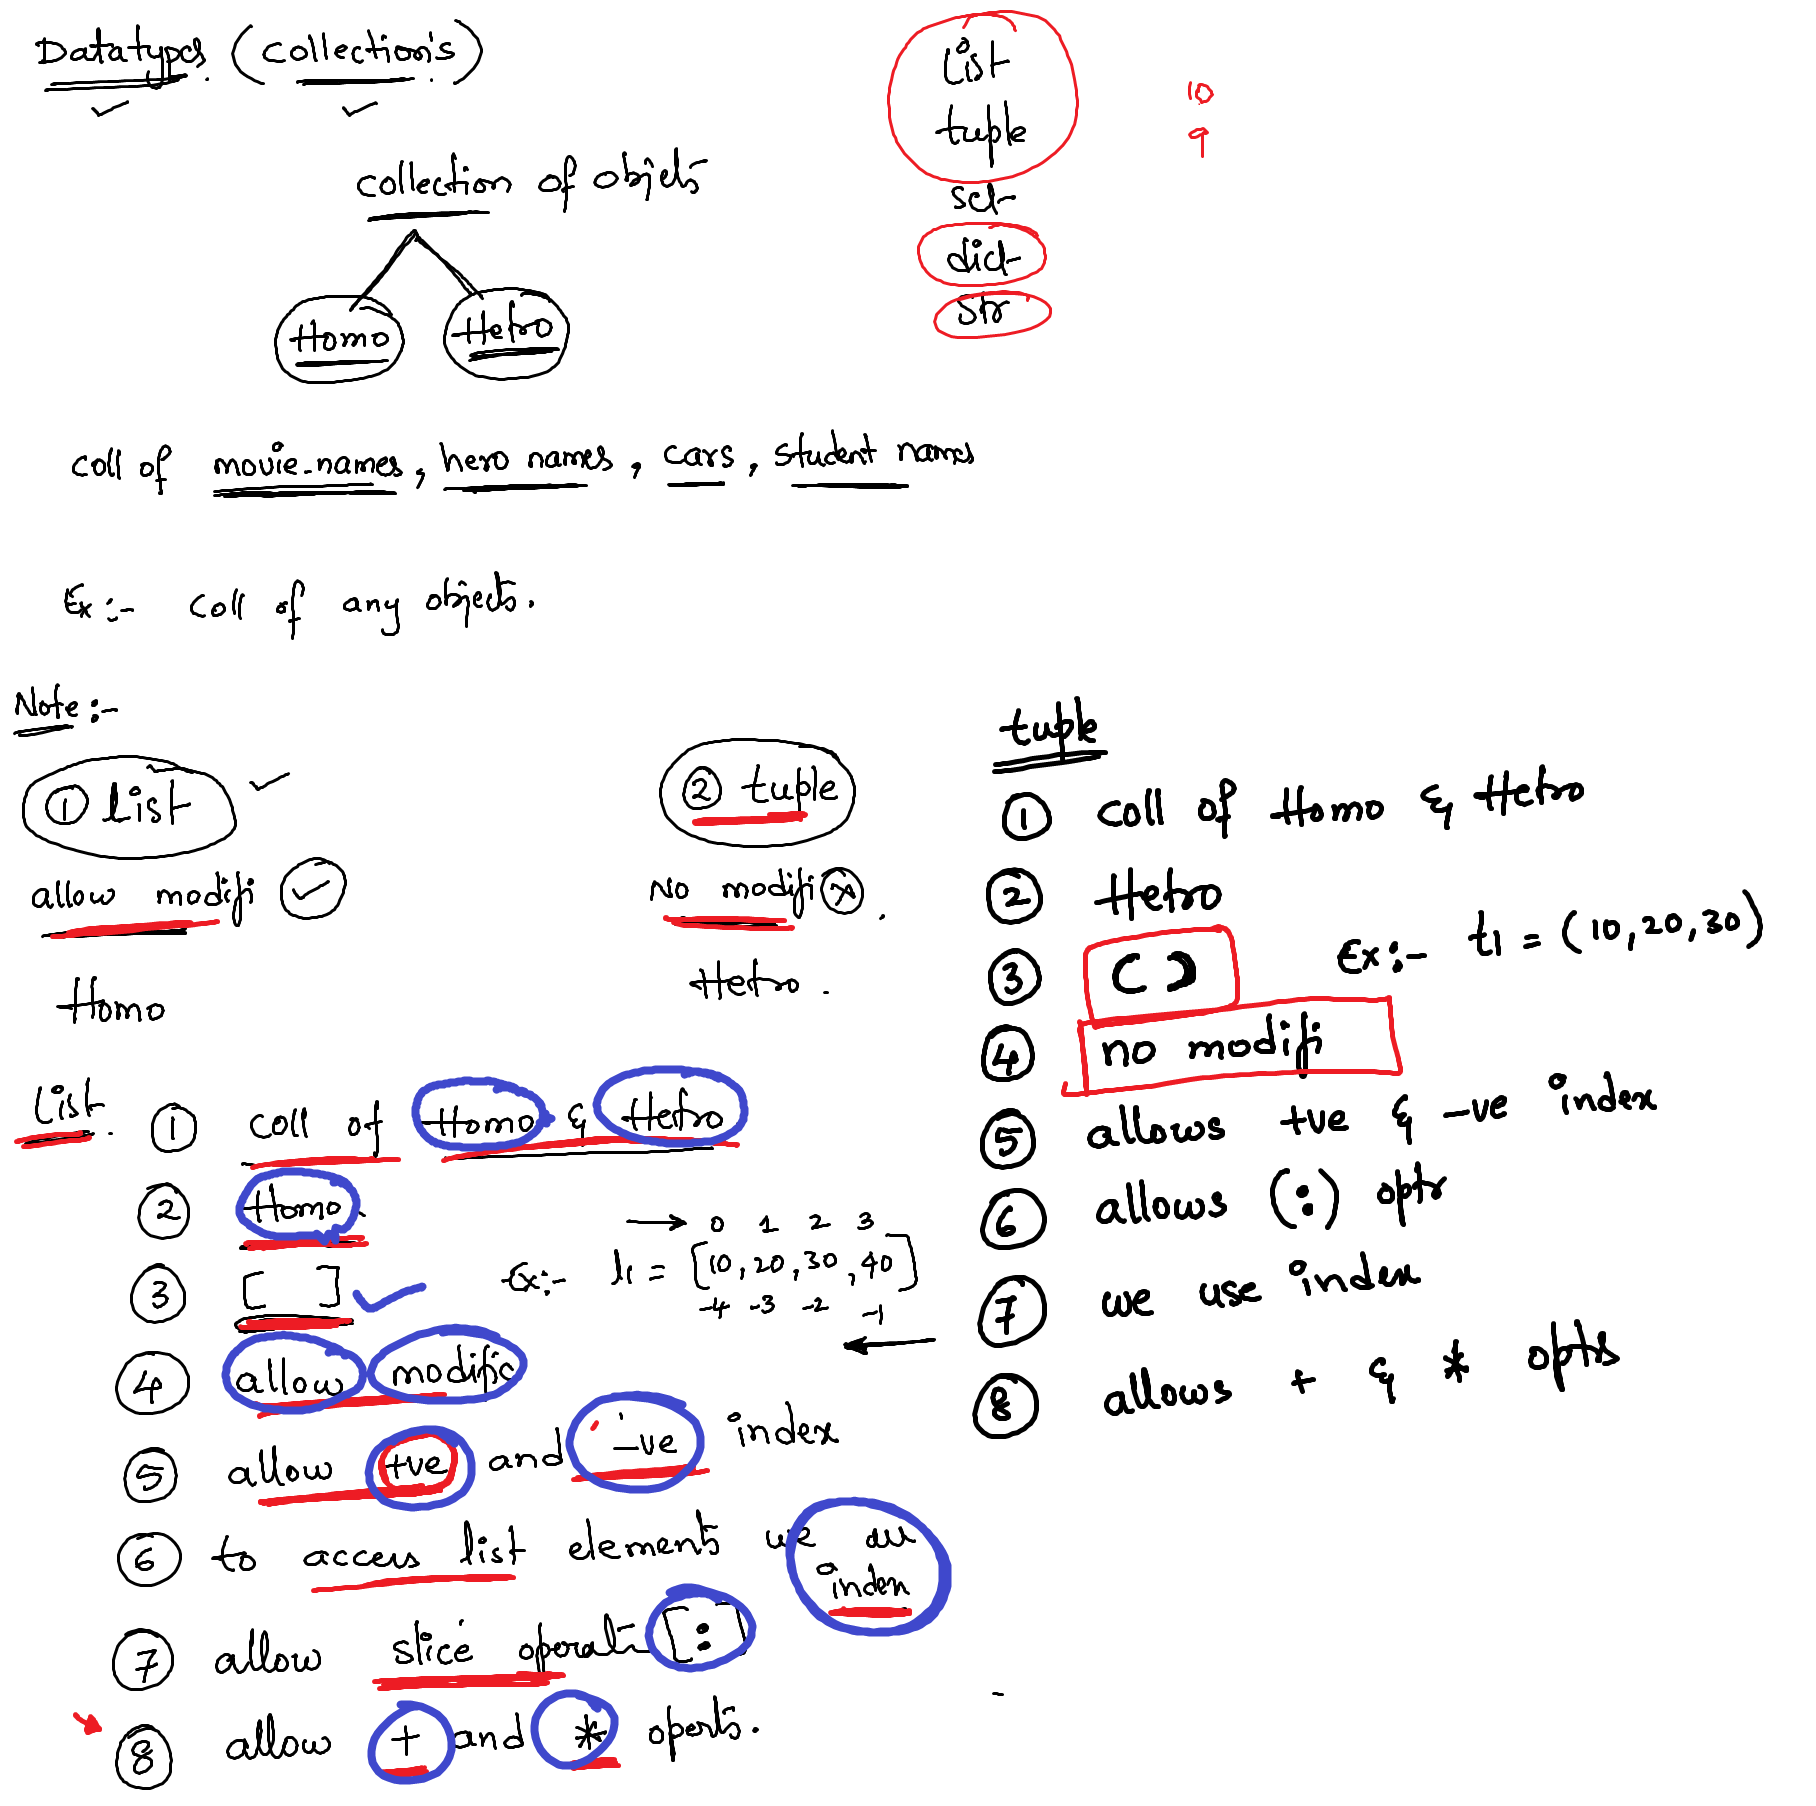 Datatypes (collection's)
collection of objets
Homo Hetro
List
tuple
set
dict
str
10
9
coll of movie-names, hero names, cars, student names
Ex:- coll of any objects.
Note:-
① list
allow modifi
Homo
② tuple
No modifi
Hetro.
List
① coll of Homo & Hetro
② Homo
③ [ ]
Ex:- l1 = [10, 20, 30, 40]
0 1 2 3
-4 -3 -2 -1
④ allow modific
⑤ allow +ve and -ve index
⑥ to access list elements we
index
⑦ allow slice operati [:]
⑧ allow + and * operts.
tuple
① coll of Homo & Hetro
② Hetro
③ ( ) Ex:- t1 = (10, 20, 30)
④ no modifi
⑤ allows +ve & -ve index
⑥ allows (:) optr
⑦ we use index
⑧ allows + & * optrs